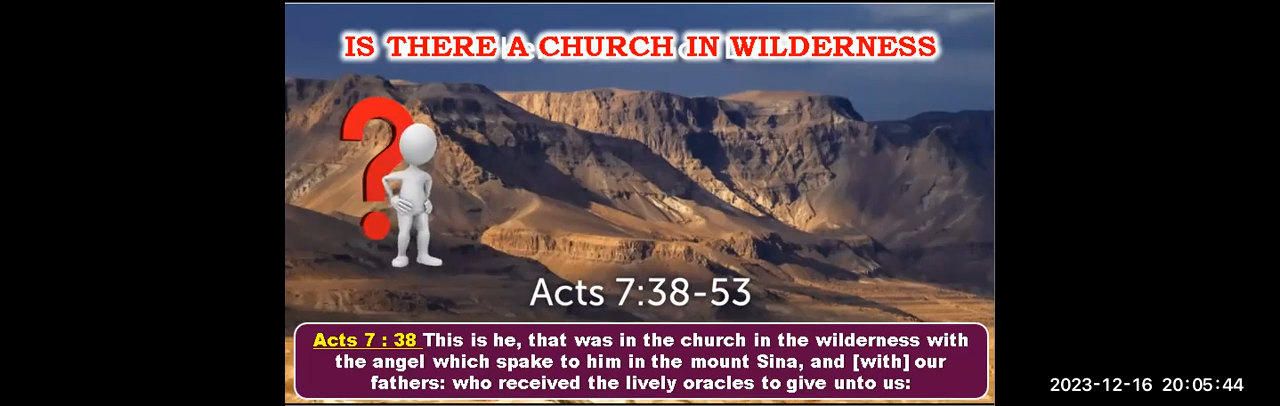 IS THERE A CHURCH IN WILDERNESS
?
Acts 7:38-53
Acts 7 : 38 This is he, that was in the church in the wilderness with
the angel which spake to him in the mount Sina, and [with] our
fathers: who received the lively oracles to give unto us:
2023-12-16 20:05:44